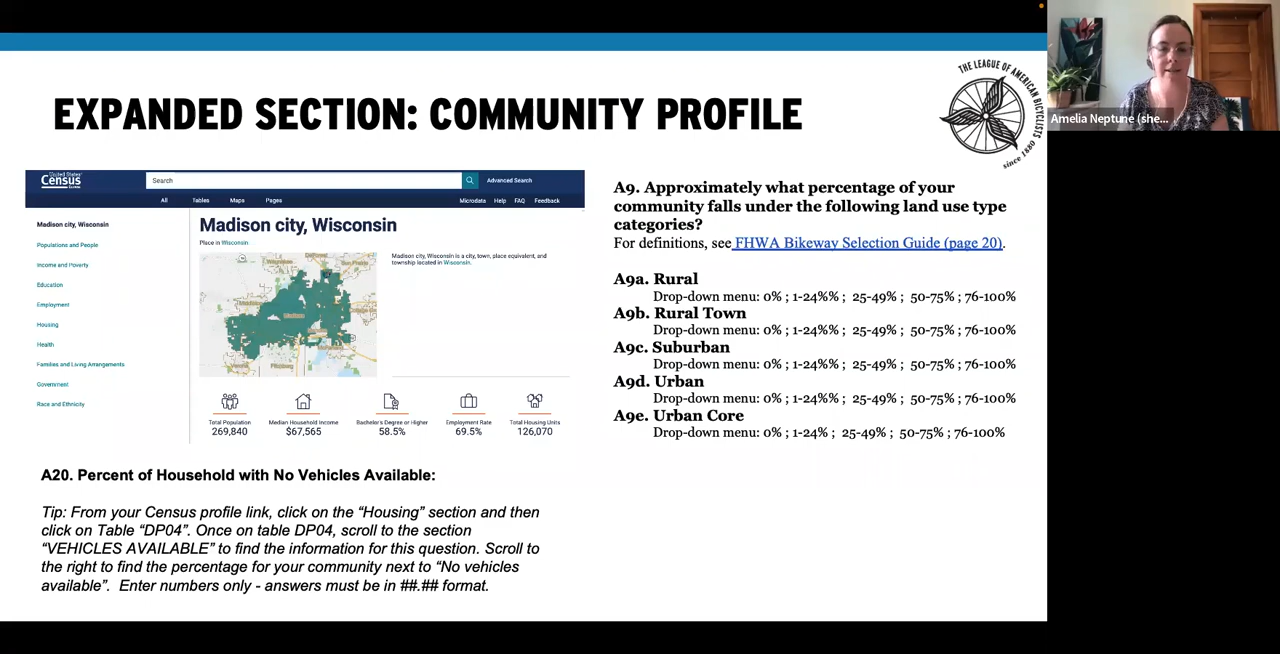 EXPANDED SECTION: COMMUNITY PROFILE
THE LEAGUE OF AMERICAN BICYCLISTS
since 1880
Amelia Neptune (she...
United States®
Census
Search
Advanced Search
All
Tables
Maps
Pages
Microdata
Help
FAQ
Feedback
Madison city, Wisconsin
Populations and People
Income and Poverty
Education
Employment
Housing
Health
Families and Living Arrangements
Government
Race and Ethnicity
Madison city, Wisconsin
Place in Wisconsin
Madison city, Wisconsin is a city, town, place equivalent, and
township located in Wisconsin.
Madison
Total Population
269,840
Median Household Income
$67,565
Bachelor's Degree or Higher
58.5%
Employment Rate
69.5%
Total Housing Units
126,070
A9. Approximately what percentage of your
community falls under the following land use type
categories?
For definitions, see FHWA Bikeway Selection Guide (page 20).
A9a. Rural
Drop-down menu: 0% ; 1-24%% ; 25-49% ; 50-75% ; 76-100%
A9b. Rural Town
Drop-down menu: 0% ; 1-24%% ; 25-49% ; 50-75% ; 76-100%
A9c. Suburban
Drop-down menu: 0% ; 1-24%% ; 25-49% ; 50-75% ; 76-100%
A9d. Urban
Drop-down menu: 0% ; 1-24%% ; 25-49% ; 50-75% ; 76-100%
A9e. Urban Core
Drop-down menu: 0% ; 1-24% ; 25-49% ; 50-75% ; 76-100%
A20. Percent of Household with No Vehicles Available:
Tip: From your Census profile link, click on the “Housing” section and then
click on Table “DP04”. Once on table DP04, scroll to the section
“VEHICLES AVAILABLE” to find the information for this question. Scroll to
the right to find the percentage for your community next to “No vehicles
available”. Enter numbers only - answers must be in ##.## format.